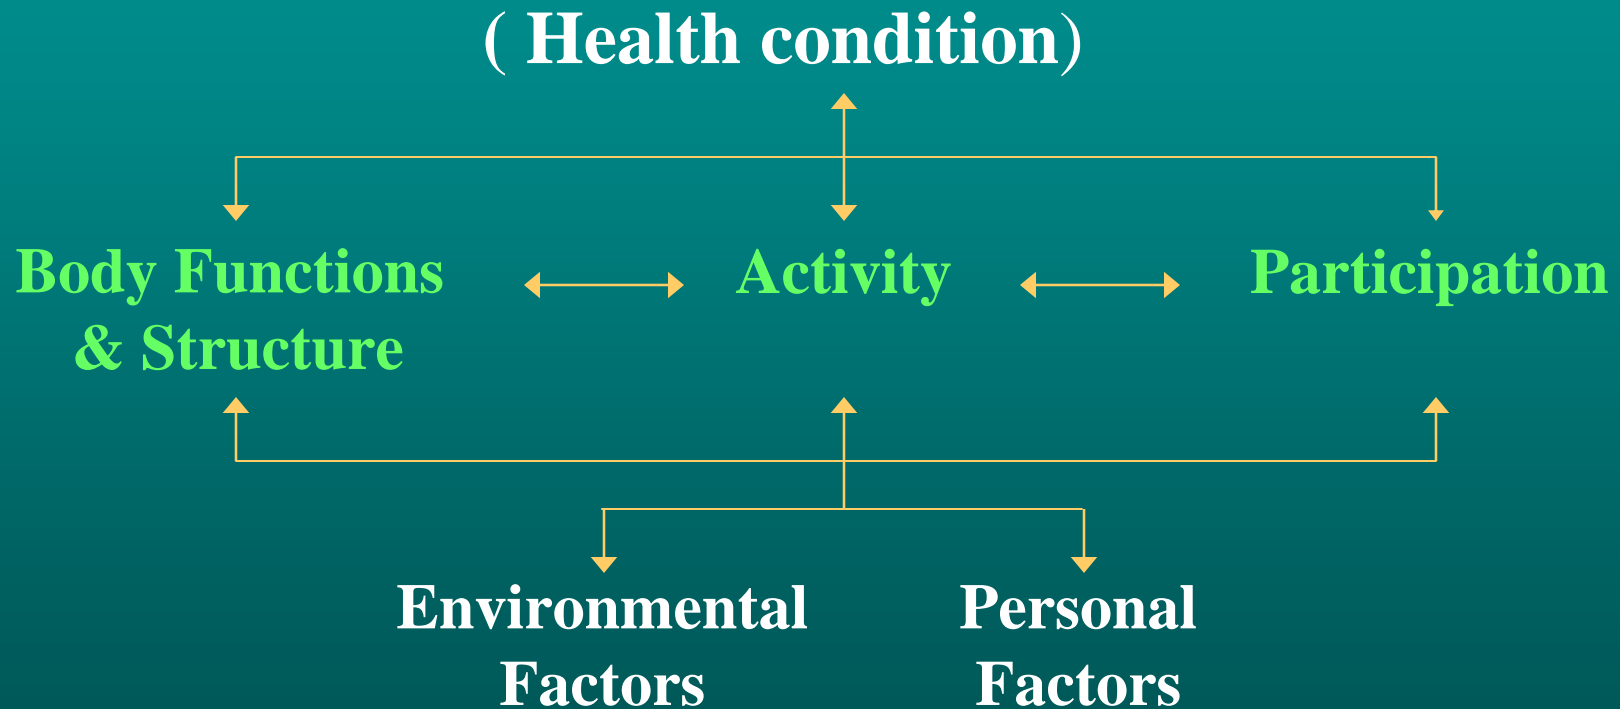 ( Health condition)
Body Functions
& Structure
Activity
Participation
Environmental
Factors
Personal
Factors